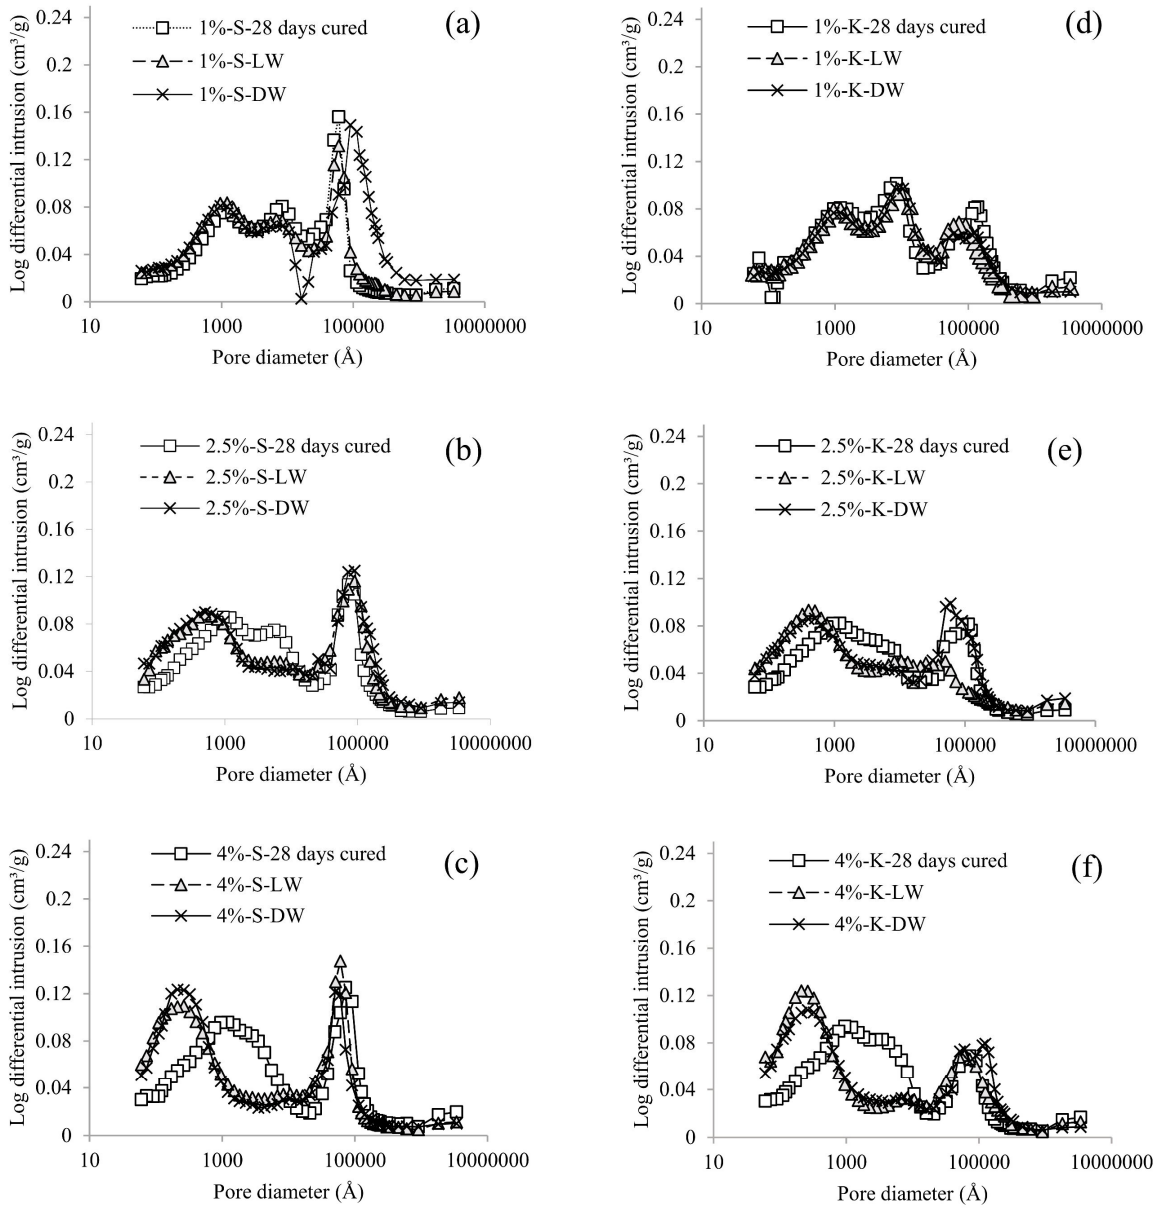 (a)
1%-S-28 days cured
1%-S-LW
1%-S-DW
Log differential intrusion (cm³/g)
0.24
0.2
0.16
0.12
0.08
0.04
0
10 1000 100000 10000000
Pore diameter (Å)
(d)
1%-K-28 days cured
1%-K-LW
1%-K-DW
Log differential intrusion (cm³/g)
0.24
0.2
0.16
0.12
0.08
0.04
0
10 1000 100000 10000000
Pore diameter (Å)
(b)
2.5%-S-28 days cured
2.5%-S-LW
2.5%-S-DW
Log differential intrusion (cm³/g)
0.24
0.2
0.16
0.12
0.08
0.04
0
10 1000 100000 10000000
Pore diameter (Å)
(e)
2.5%-K-28 days cured
2.5%-K-LW
2.5%-K-DW
Log differential intrusion (cm³/g)
0.24
0.2
0.16
0.12
0.08
0.04
0
10 1000 100000 10000000
Pore diameter (Å)
(c)
4%-S-28 days cured
4%-S-LW
4%-S-DW
Log differential intrusion (cm³/g)
0.24
0.2
0.16
0.12
0.08
0.04
0
10 1000 100000 10000000
Pore diameter (Å)
(f)
4%-K-28 days cured
4%-K-LW
4%-K-DW
Log differential intrusion (cm³/g)
0.24
0.2
0.16
0.12
0.08
0.04
0
10 1000 100000 10000000
Pore diameter (Å)